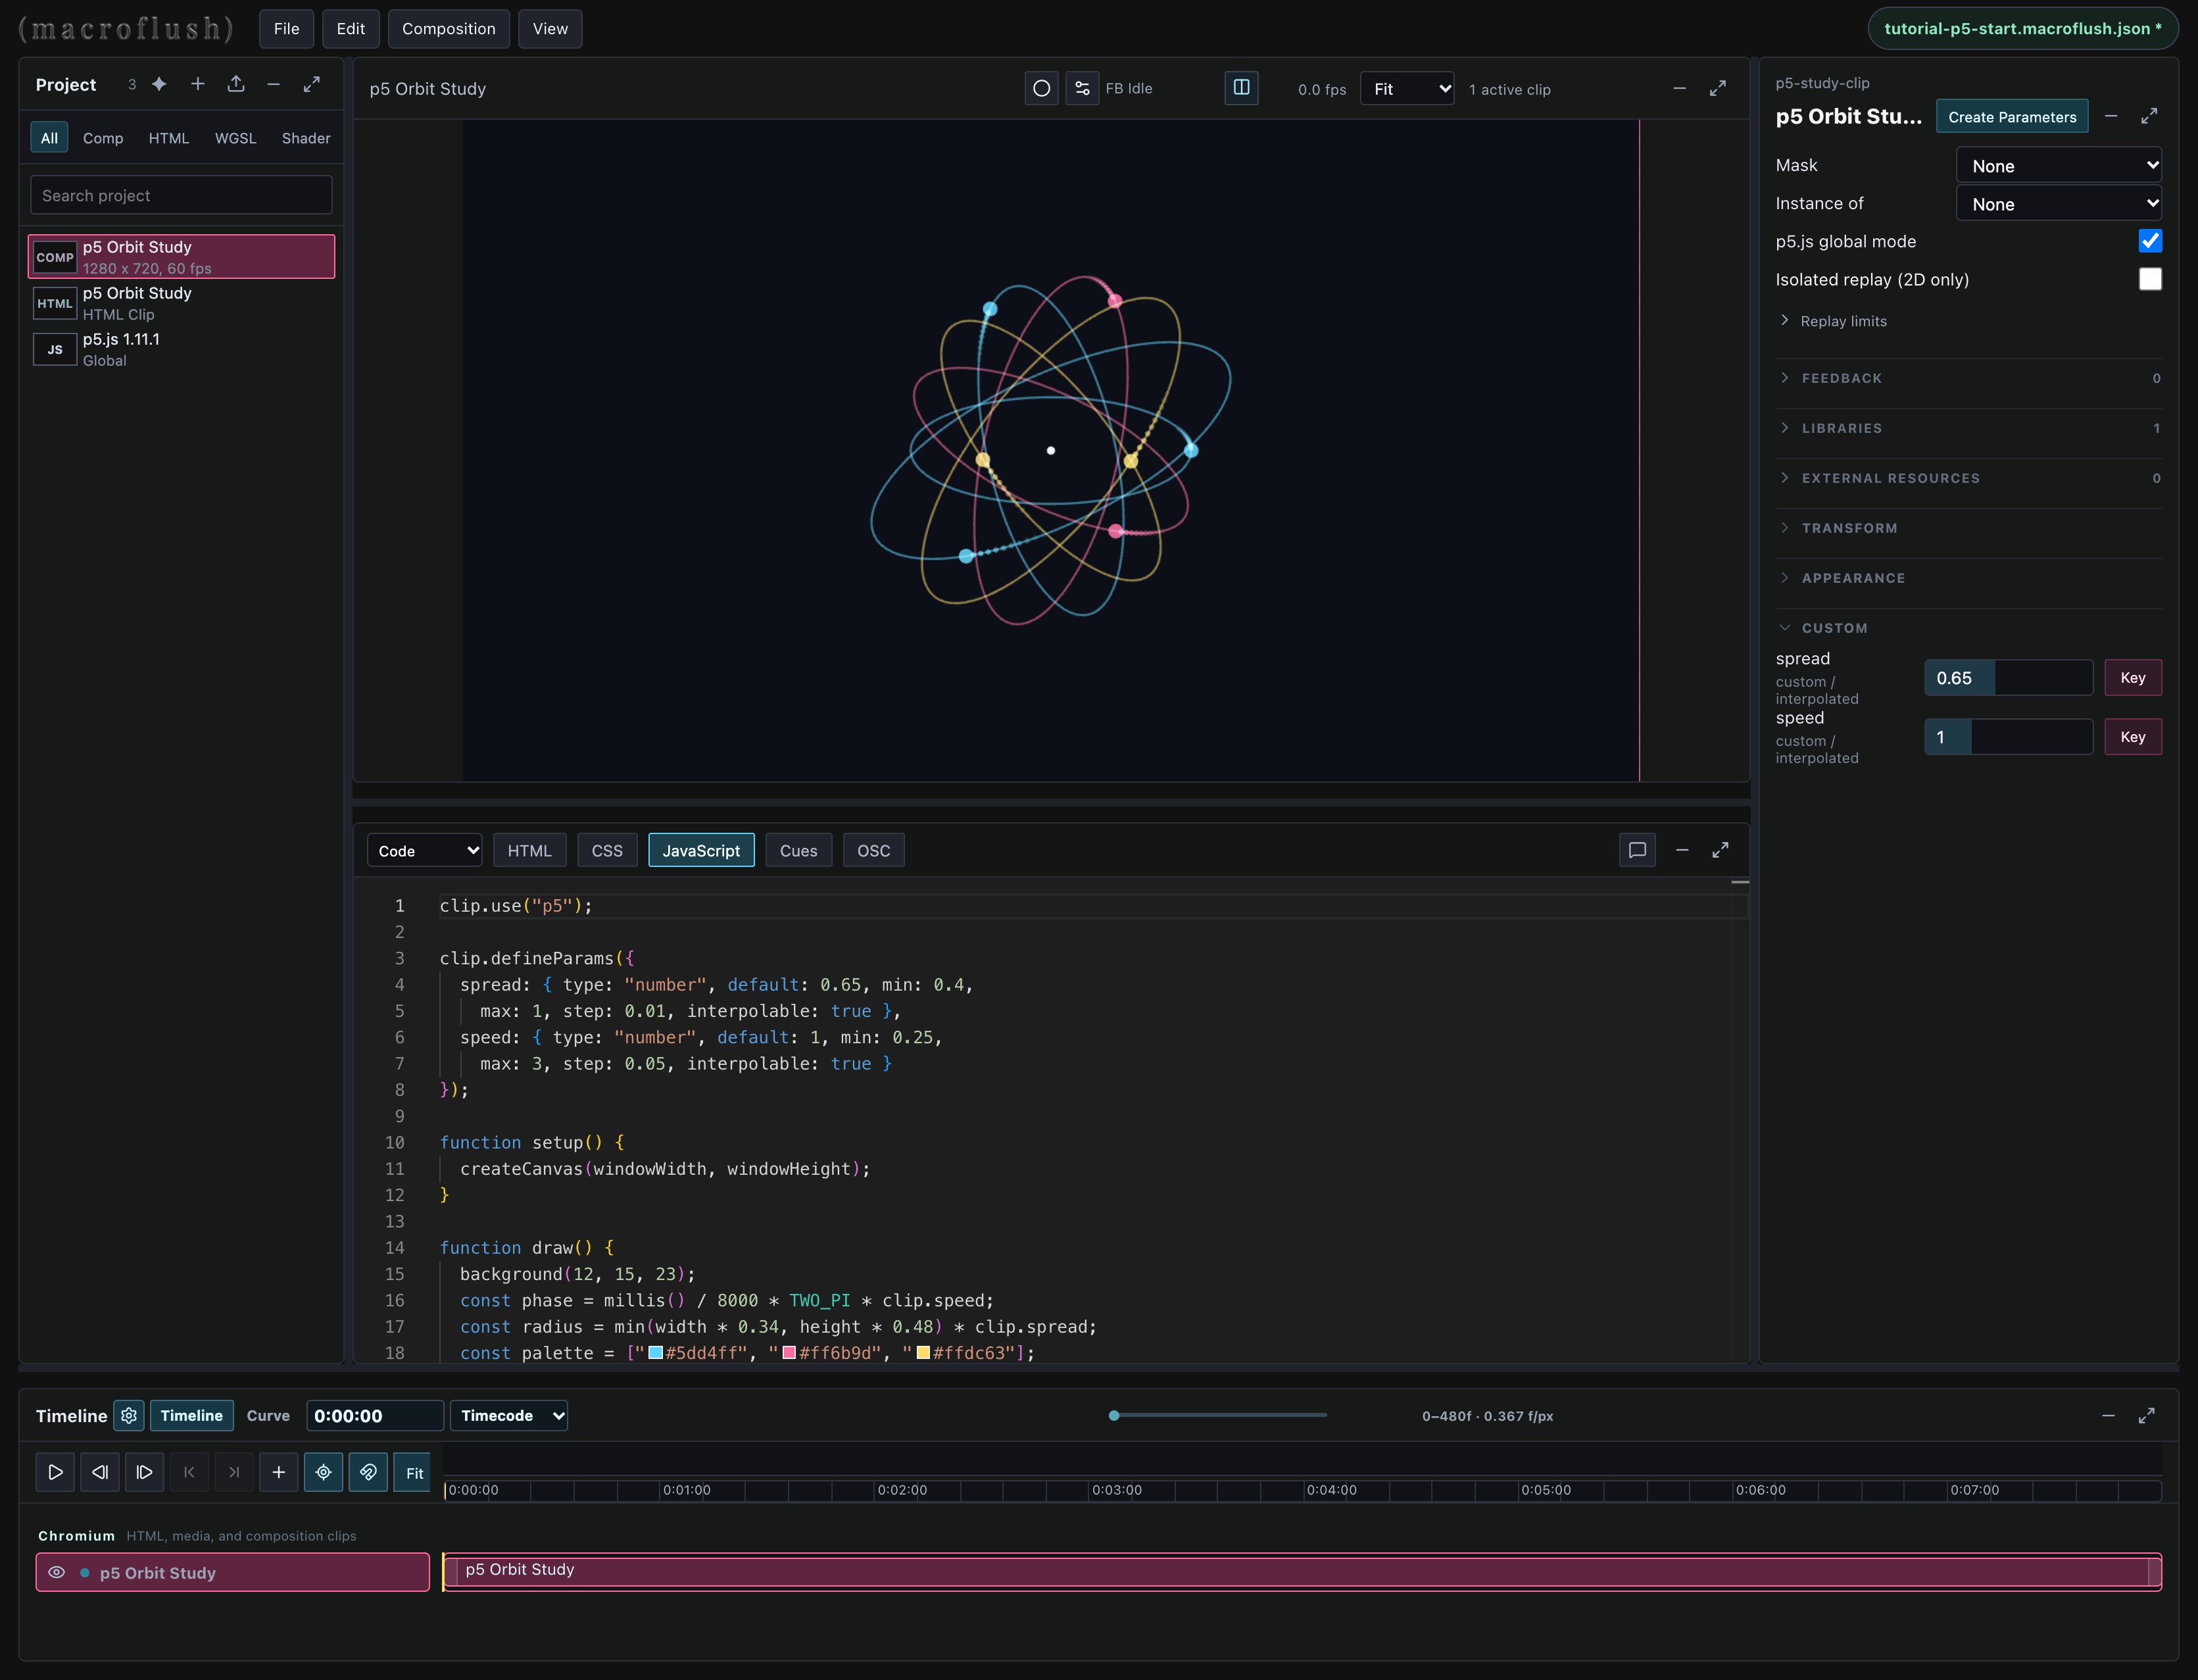 (macroflush)
File
Edit
Composition
View
tutorial-p5-start.macroflush.json *
Project
3
All
Comp
HTML
WGSL
Shader
Search project
COMP
p5 Orbit Study
1280 x 720, 60 fps
HTML
p5 Orbit Study
HTML Clip
JS
p5.js 1.11.1
Global
p5 Orbit Study
FB Idle
0.0 fps
Fit
1 active clip
Code
HTML
CSS
JavaScript
Cues
OSC
1 clip.use("p5");
2
3 clip.defineParams({
4 spread: { type: "number", default: 0.65, min: 0.4,
5 max: 1, step: 0.01, interpolable: true },
6 speed: { type: "number", default: 1, min: 0.25,
7 max: 3, step: 0.05, interpolable: true }
8 });
9
10 function setup() {
11 createCanvas(windowWidth, windowHeight);
12 }
13
14 function draw() {
15 background(12, 15, 23);
16 const phase = millis() / 8000 * TWO_PI * clip.speed;
17 const radius = min(width * 0.34, height * 0.48) * clip.spread;
18 const palette = ["#5dd4ff", "#ff6b9d", "#ffdc63"];
p5-study-clip
p5 Orbit Stu...
Create Parameters
Mask
None
Instance of
None
p5.js global mode
Isolated replay (2D only)
Replay limits
FEEDBACK
0
LIBRARIES
1
EXTERNAL RESOURCES
0
TRANSFORM
APPEARANCE
CUSTOM
spread
custom /
interpolated
0.65
Key
speed
custom /
interpolated
1
Key
Timeline
Timeline
Curve
0:00:00
Timecode
0–480f · 0.367 f/px
Fit
0:00:00
0:01:00
0:02:00
0:03:00
0:04:00
0:05:00
0:06:00
0:07:00
Chromium
HTML, media, and composition clips
p5 Orbit Study
p5 Orbit Study